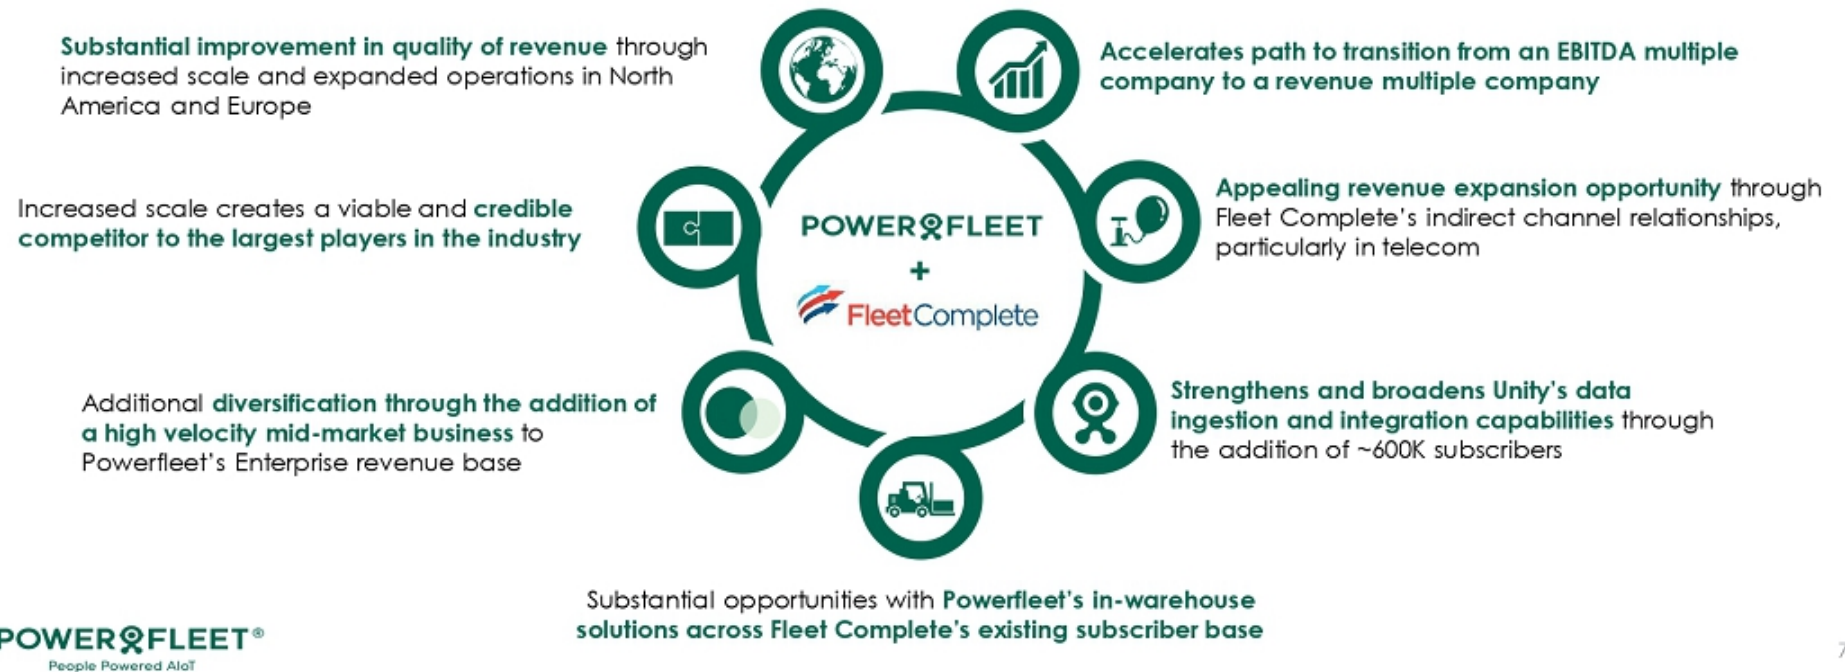 Substantial improvement in quality of revenue through
increased scale and expanded operations in North
America and Europe
Accelerates path to transition from an EBITDA multiple
company to a revenue multiple company
Increased scale creates a viable and credible
competitor to the largest players in the industry
POWERFLEET
+
FleetComplete
Appealing revenue expansion opportunity through
Fleet Complete's indirect channel relationships,
particularly in telecom
Additional diversification through the addition of
a high velocity mid-market business to
Powerfleet's Enterprise revenue base
Strengthens and broadens Unity's data
ingestion and integration capabilities through
the addition of ~600K subscribers
Substantial opportunities with Powerfleet's in-warehouse
solutions across Fleet Complete's existing subscriber base
POWERFLEET®
People Powered AIoT
7